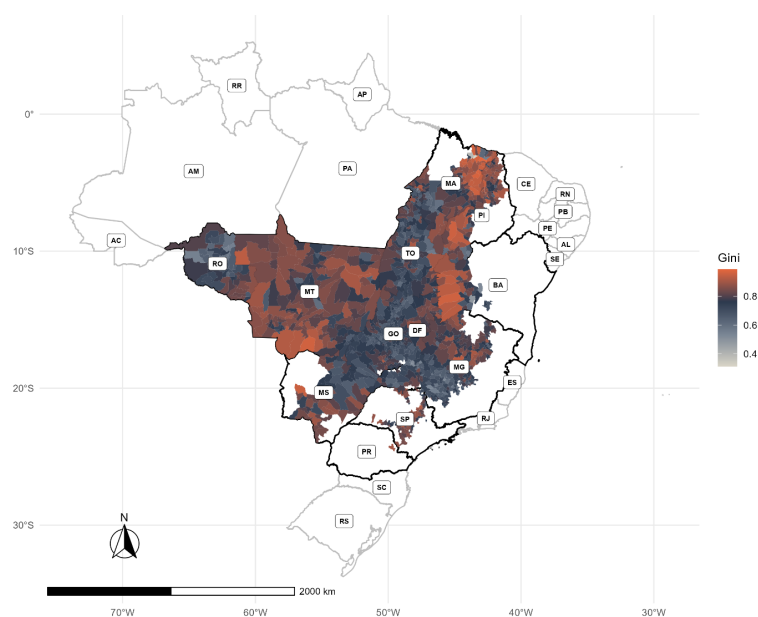 RR
AP
0°
AM
PA
MA
CE
RN
PB
PI
PE
AC
AL
10°S
RO
TO
SE
Gini
BA
MT
0.8
GO
DF
0.6
0.4
MG
20°S
MS
ES
SP
RJ
PR
SC
N
RS
30°S
2000 km
70°W
60°W
50°W
40°W
30°W